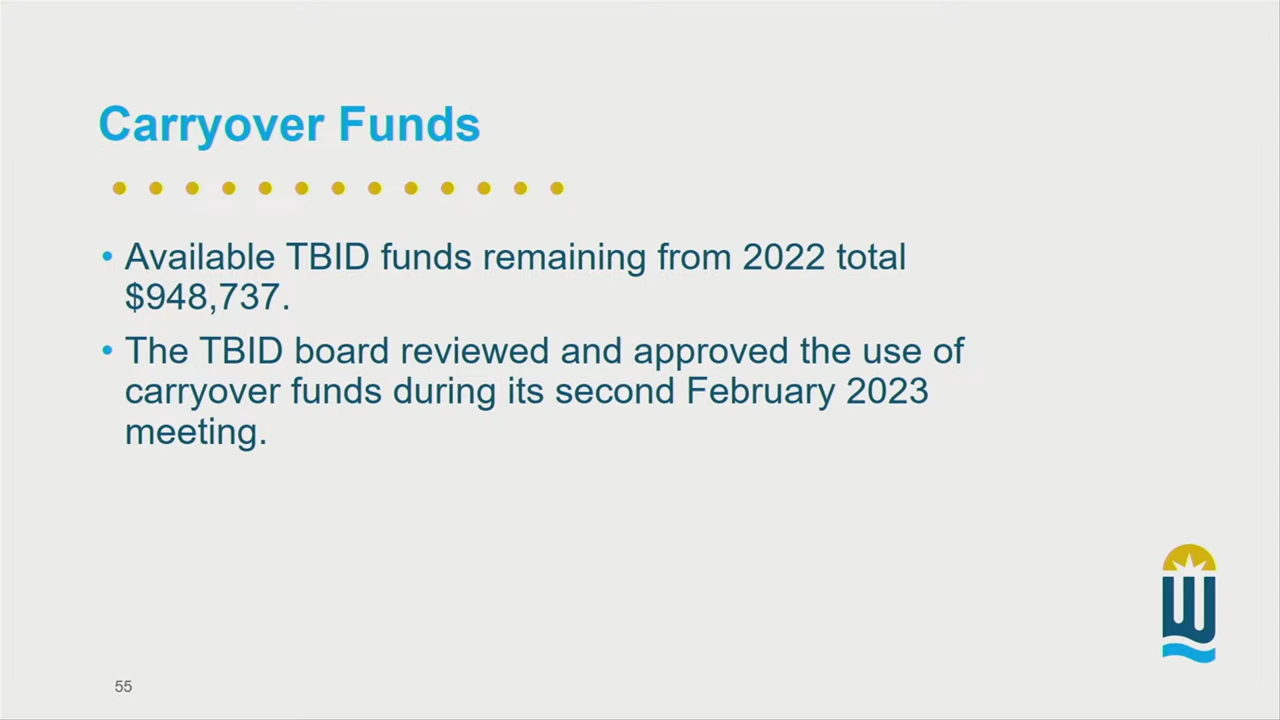 Carryover Funds
• Available TBID funds remaining from 2022 total
$948,737.
• The TBID board reviewed and approved the use of
carryover funds during its second February 2023
meeting.
W
55